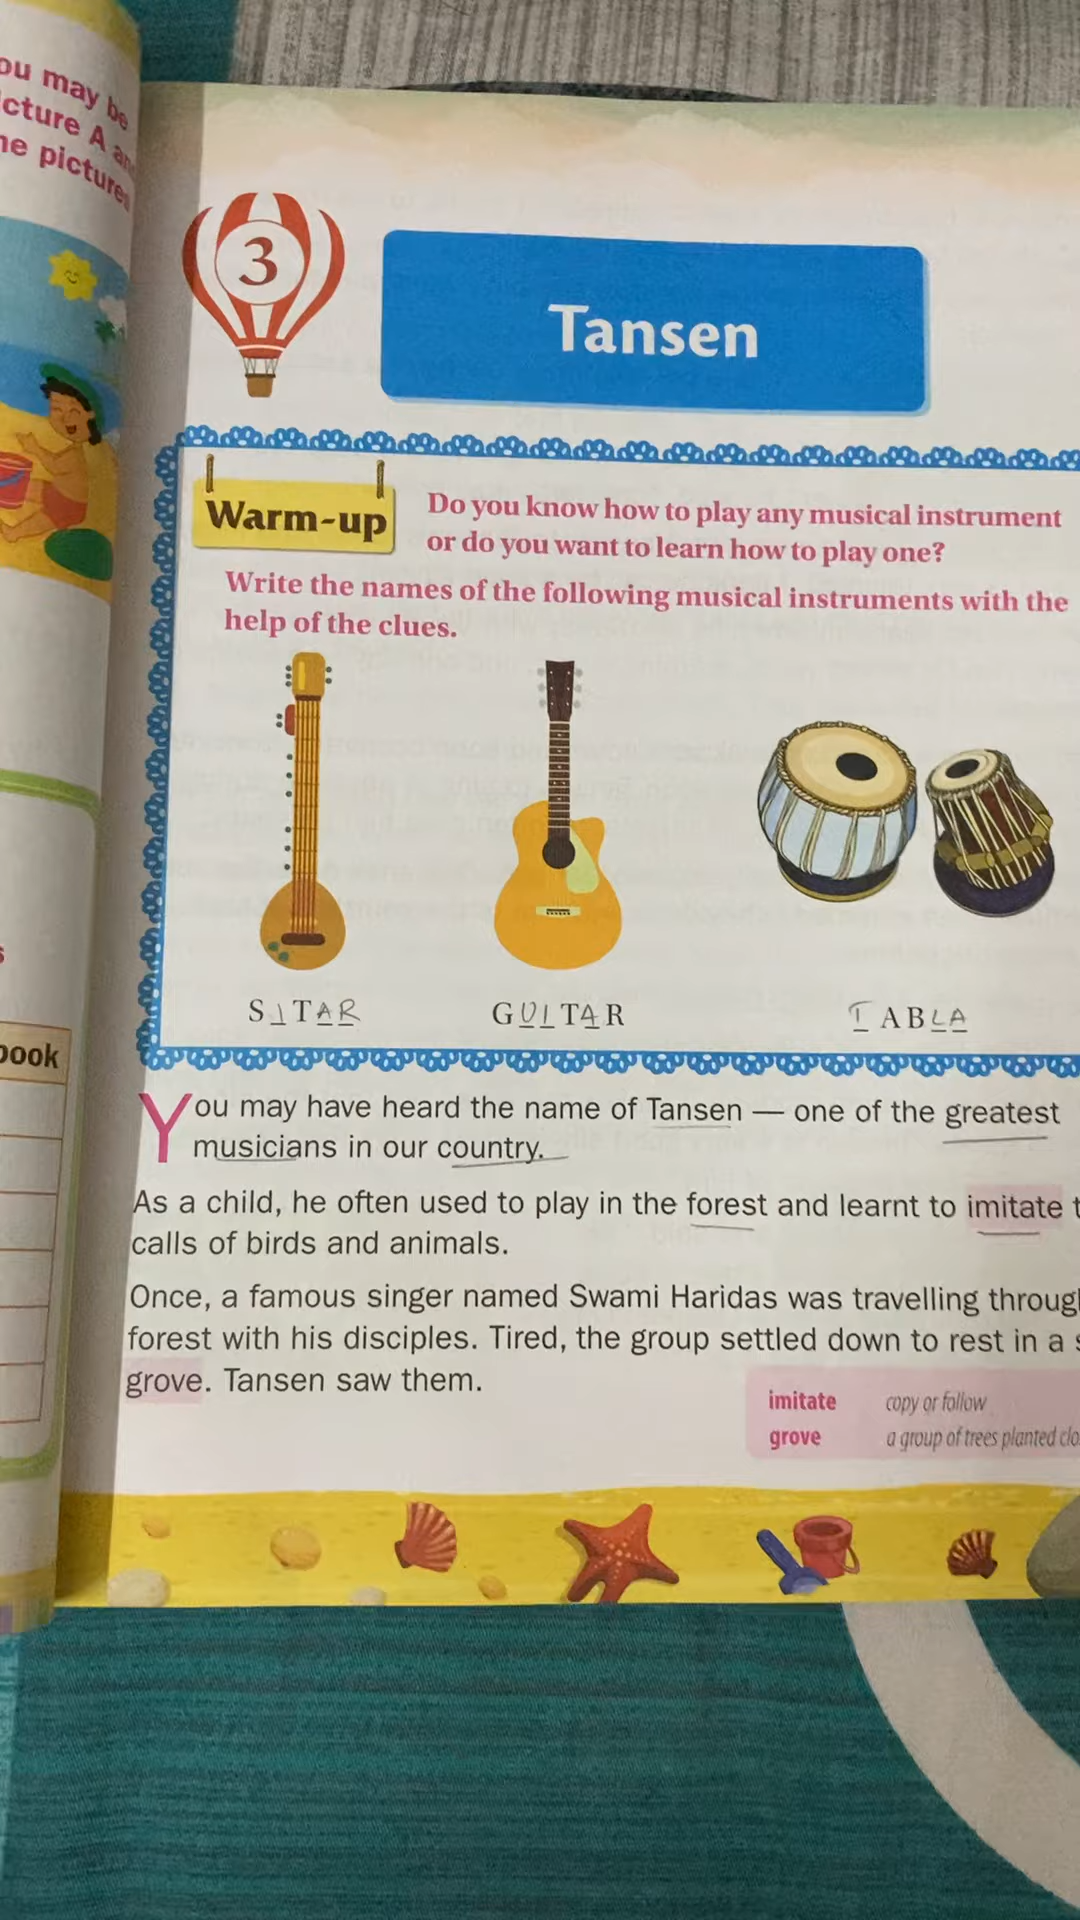 ou may be
cture A
he pictures
3
Tansen
Warm-up
Do you know how to play any musical instrument
or do you want to learn how to play one?
Write the names of the following musical instruments with the
help of the clues.
SITAR
GUITAR
TABLA
You may have heard the name of Tansen — one of the greatest
musicians in our country.
As a child, he often used to play in the forest and learnt to imitate t
calls of birds and animals.
Once, a famous singer named Swami Haridas was travelling throug
forest with his disciples. Tired, the group settled down to rest in a s
grove. Tansen saw them.
imitate copy or follow
grove a group of trees planted clo
book